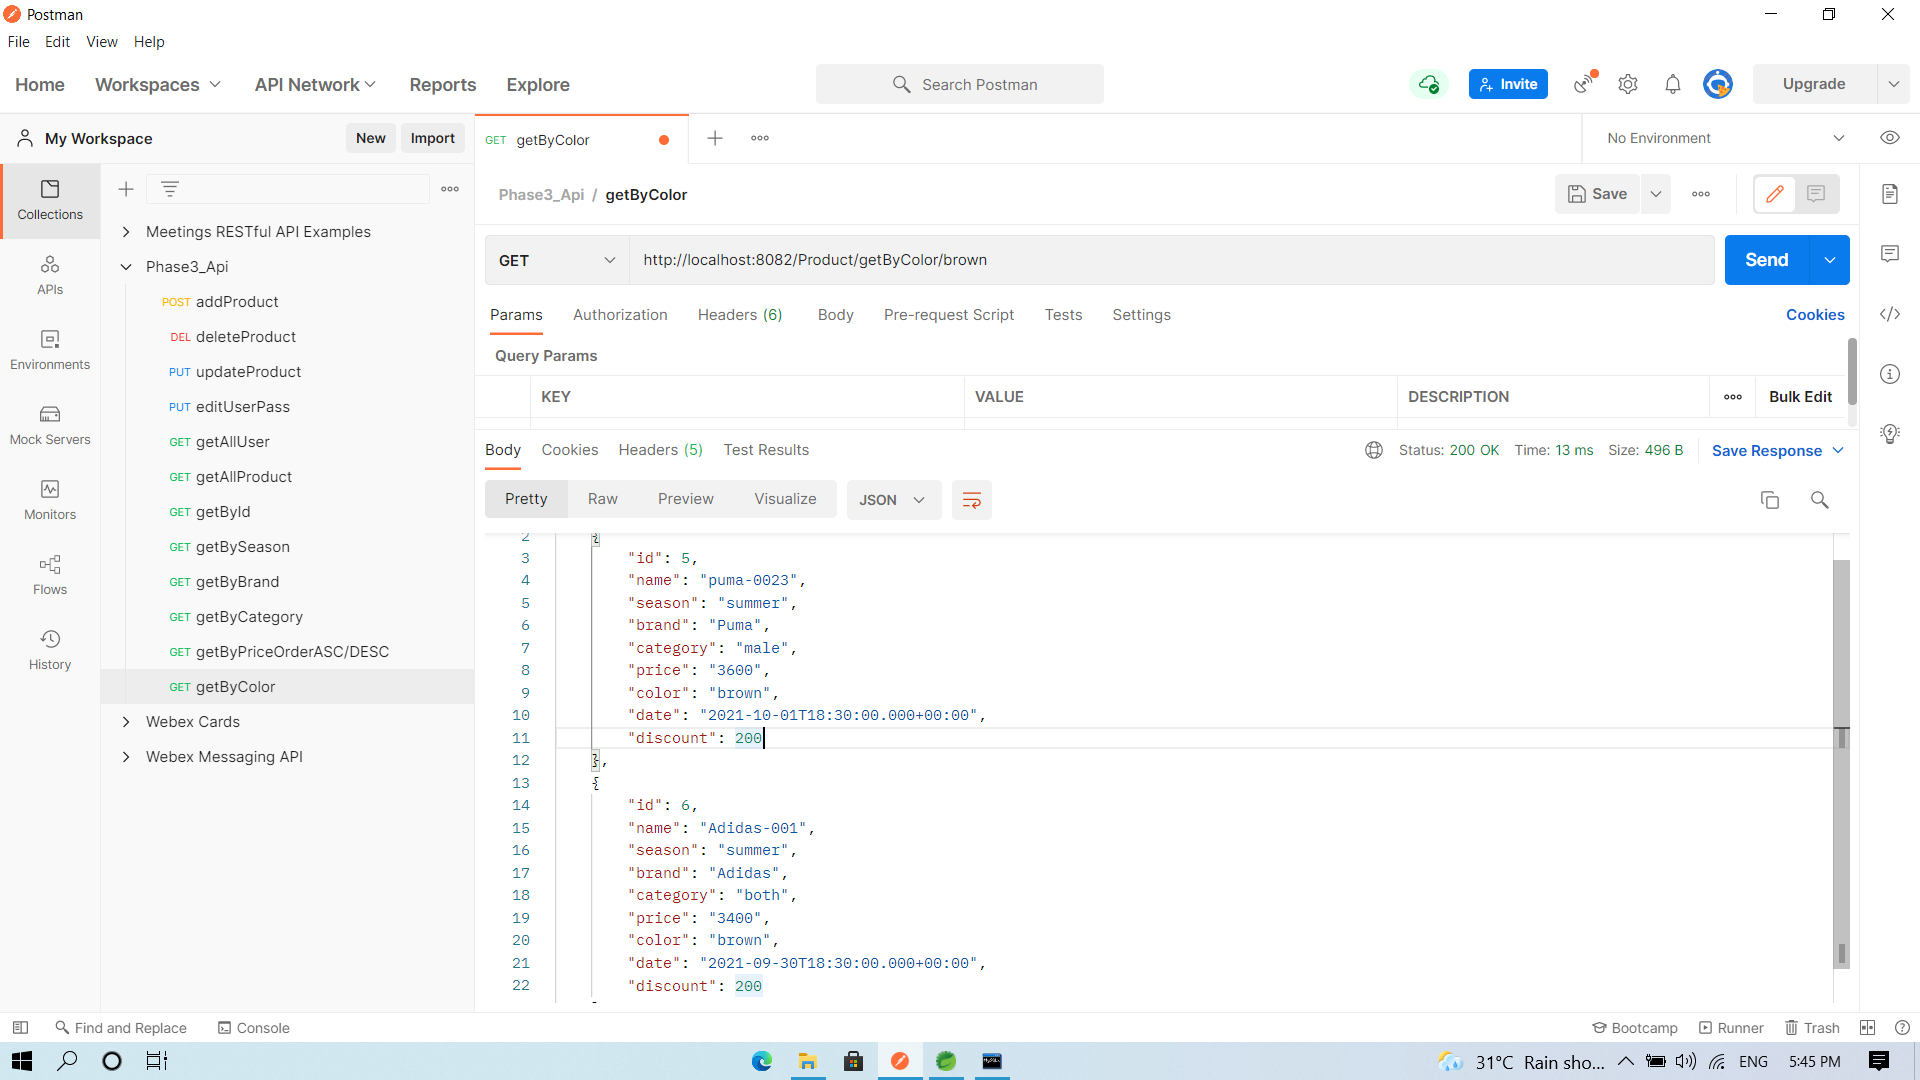 Postman
File Edit View Help
Home Workspaces API Network Reports Explore
Search Postman
Invite
Upgrade
My Workspace
New
Import
GET getByColor
No Environment
Phase3_Api / getByColor
Save
GET
http://localhost:8082/Product/getByColor/brown
Send
Params Authorization Headers (6) Body Pre-request Script Tests Settings
Cookies
Query Params
KEY VALUE DESCRIPTION
Bulk Edit
Collections
APIs
Environments
Mock Servers
Monitors
Flows
History
Meetings RESTful API Examples
Phase3_Api
POST addProduct
DEL deleteProduct
PUT updateProduct
PUT editUserPass
GET getAllUser
GET getAllProduct
GET getById
GET getBySeason
GET getByBrand
GET getByCategory
GET getByPriceOrderASC/DESC
GET getByColor
Webex Cards
Webex Messaging API
Body Cookies Headers (5) Test Results
Status: 200 OK Time: 13 ms Size: 496 B
Save Response
Pretty Raw Preview Visualize
JSON
2 {
3 "id": 5,
4 "name": "puma-0023",
5 "season": "summer",
6 "brand": "Puma",
7 "category": "male",
8 "price": "3600",
9 "color": "brown",
10 "date": "2021-10-01T18:30:00.000+00:00",
11 "discount": 200
12 },
13 {
14 "id": 6,
15 "name": "Adidas-001",
16 "season": "summer",
17 "brand": "Adidas",
18 "category": "both",
19 "price": "3400",
20 "color": "brown",
21 "date": "2021-09-30T18:30:00.000+00:00",
22 "discount": 200
Find and Replace
Console
Bootcamp
Runner
Trash
31°C Rain sho...
ENG
5:45 PM